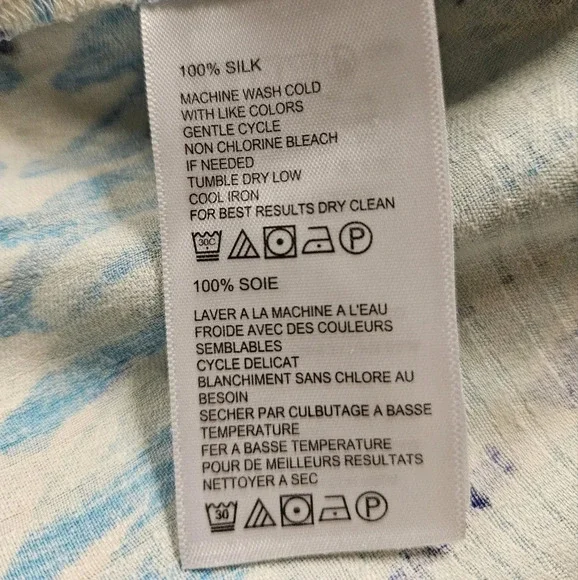 100% SILK
MACHINE WASH COLD
WITH LIKE COLORS
GENTLE CYCLE
NON CHLORINE BLEACH
IF NEEDED
TUMBLE DRY LOW
COOL IRON
FOR BEST RESULTS DRY CLEAN
30C P
100% SOIE
LAVER A LA MACHINE A L'EAU
FROIDE AVEC DES COULEURS
SEMBLABLES
CYCLE DELICAT
BLANCHIMENT SANS CHLORE AU
BESOIN
SECHER PAR CULBUTAGE A BASSE
TEMPERATURE
FER A BASSE TEMPERATURE
POUR DE MEILLEURS RESULTATS
NETTOYER A SEC
30 P